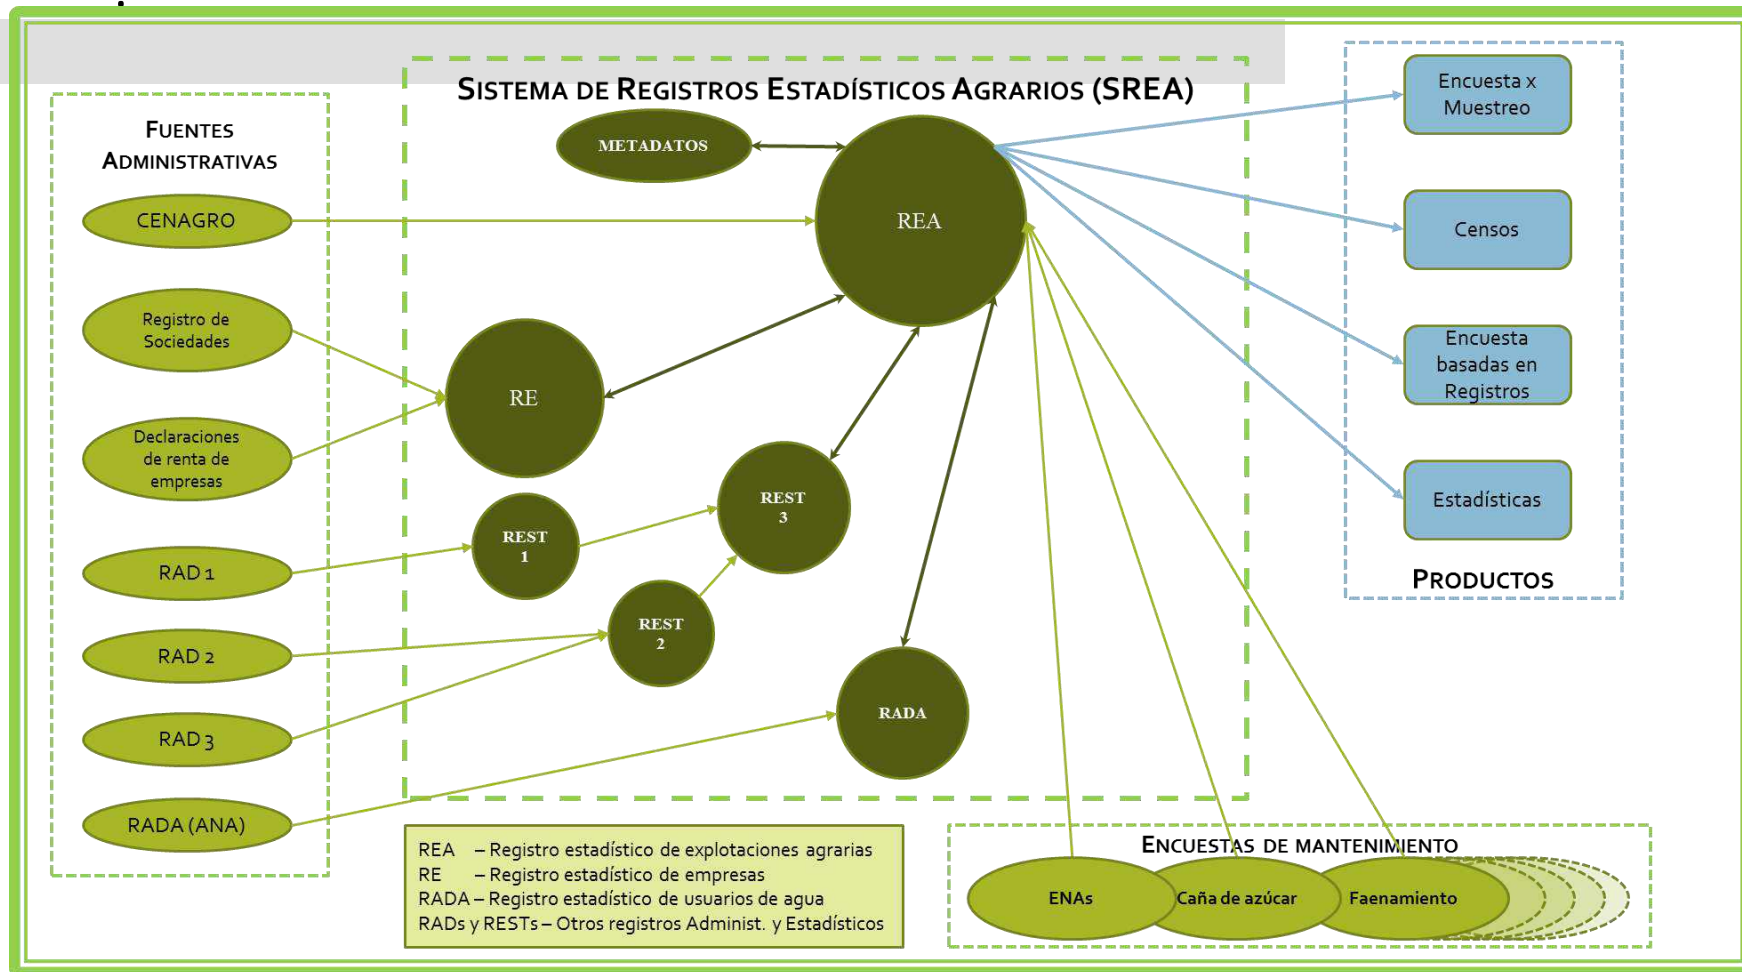 SISTEMA DE REGISTROS ESTADÍSTICOS AGRARIOS (SREA)
FUENTES
ADMINISTRATIVAS
CENAGRO
Registro de
Sociedades
Declaraciones
de renta de
empresas
RAD 1
RAD 2
RAD 3
RADA (ANA)
METADATOS
REA
RE
REST
1
REST
2
REST
3
RADA
Encuesta x
Muestreo
Censos
Encuesta
basadas en
Registros
Estadísticas
PRODUCTOS
REA – Registro estadístico de explotaciones agrarias
RE – Registro estadístico de empresas
RADA – Registro estadístico de usuarios de agua
RADs y RESTs – Otros registros Administ. y Estadísticos
ENCUESTAS DE MANTENIMIENTO
ENAs
Caña de azúcar
Faenamiento